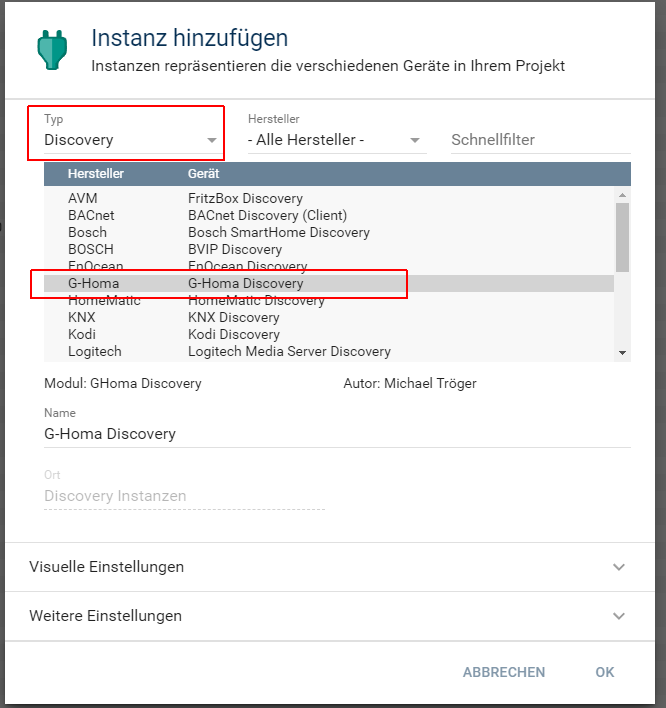 Instanz hinzufügen
Instanzen repräsentieren die verschiedenen Geräte in Ihrem Projekt
Typ Hersteller
Discovery - Alle Hersteller - Schnellfilter
Hersteller Gerät
AVM FritzBox Discovery
BACnet BACnet Discovery (Client)
Bosch Bosch SmartHome Discovery
BOSCH BVIP Discovery
EnOcean EnOcean Discovery
G-Homa G-Homa Discovery
HomeMatic HomeMatic Discovery
KNX KNX Discovery
Kodi Kodi Discovery
Logitech Logitech Media Server Discovery
Modul: GHoma Discovery Autor: Michael Tröger
Name
G-Homa Discovery
Ort
Discovery Instanzen
Visuelle Einstellungen
Weitere Einstellungen
ABBRECHEN OK